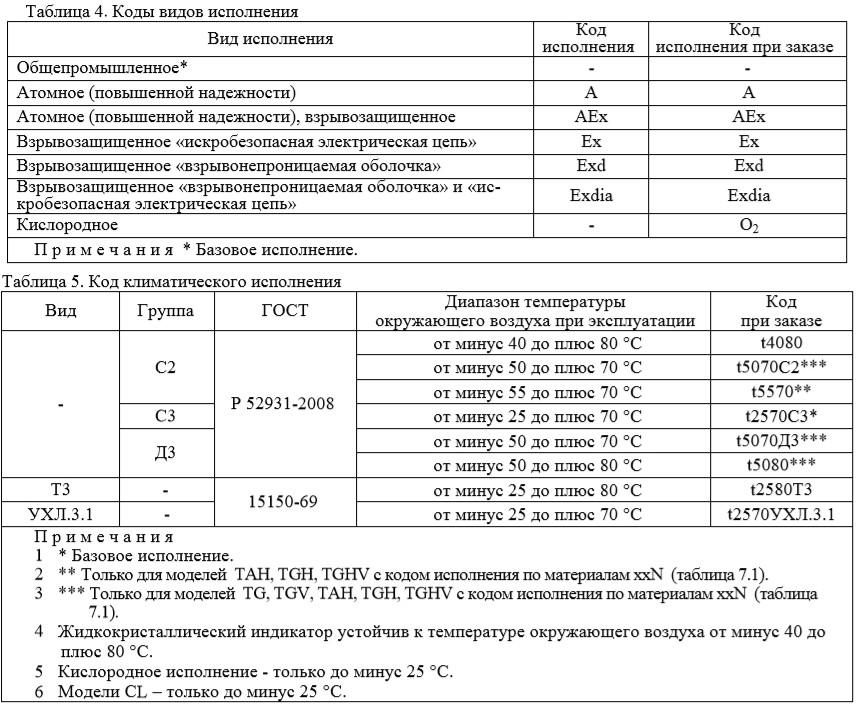 Таблица 4. Коды видов исполнения
Вид исполнения Код исполнения Код исполнения при заказе
Общепромышленное* - -
Атомное (повышенной надежности) А А
Атомное (повышенной надежности), взрывозащищенное АEx АEx
Взрывозащищенное «искробезопасная электрическая цепь» Ex Ex
Взрывозащищенное «взрывонепроницаемая оболочка» Exd Exd
Взрывозащищенное «взрывонепроницаемая оболочка» и «ис-
кробезопасная электрическая цепь» Exdia Exdia
Кислородное - O₂
П р и м е ч а н и я * Базовое исполнение.
Таблица 5. Код климатического исполнения
Вид Группа ГОСТ Диапазон температуры окружающего воздуха при эксплуатации Код при заказе
- С2 Р 52931-2008 от минус 40 до плюс 80 °С t4080
от минус 50 до плюс 70 °С t5070С2***
от минус 55 до плюс 70 °С t5570**
С3 от минус 25 до плюс 70 °С t2570С3*
Д3 от минус 50 до плюс 70 °С t5070Д3***
от минус 50 до плюс 80 °С t5080***
Т3 - 15150-69 от минус 25 до плюс 80 °С t2580Т3
УХЛ.3.1 - от минус 25 до плюс 70 °С t2570УХЛ.3.1
П р и м е ч а н и я
1 * Базовое исполнение.
2 ** Только для моделей TAH, TGH, TGHV с кодом исполнения по материалам xxN (таблица 7.1).
3 *** Только для моделей TG, TGV, TAH, TGH, TGHV с кодом исполнения по материалам xxN (таблица
7.1).
4 Жидкокристаллический индикатор устойчив к температуре окружающего воздуха от минус 40 до
плюс 80 °С.
5 Кислородное исполнение - только до минус 25 °С.
6 Модели CL – только до минус 25 °С.